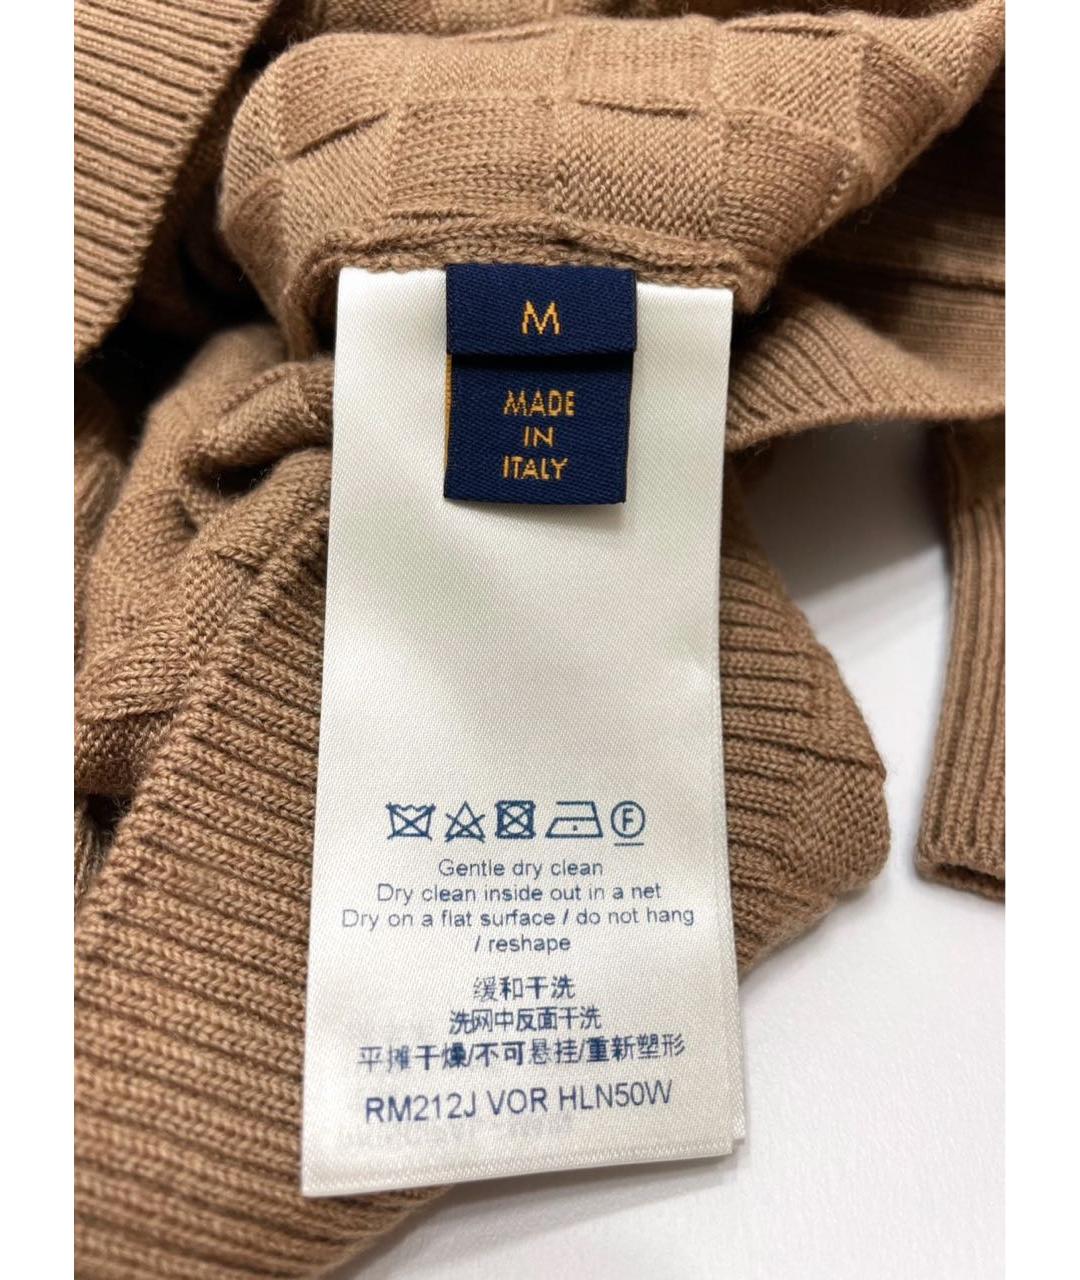 M
MADE
IN
ITALY
F
Gentle dry clean
Dry clean inside out in a net
Dry on a flat surface / do not hang
/ reshape
缓和干洗
洗网中反面干洗
平摊干燥/不可悬挂/重新塑形
RM212J VOR HLN50W